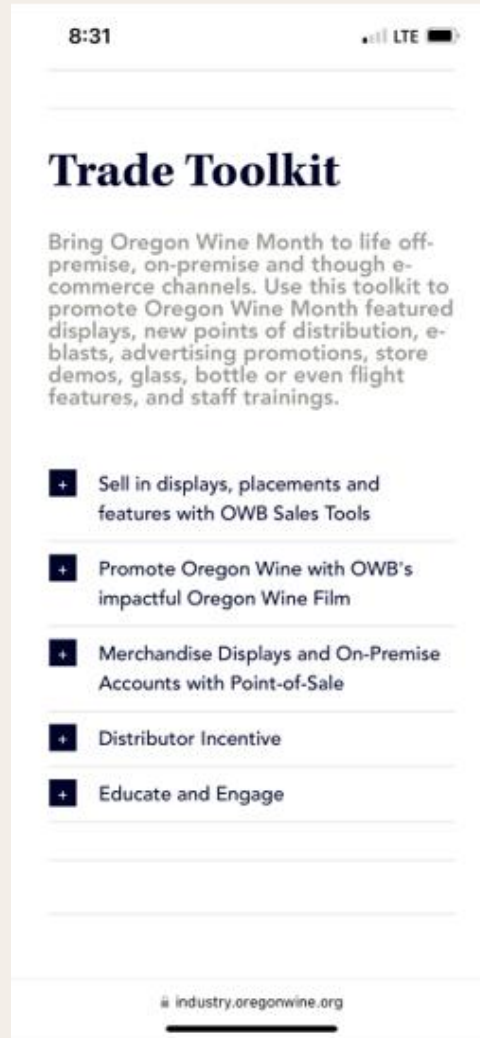 8:31
LTE
Trade Toolkit
Bring Oregon Wine Month to life off-
premise, on-premise and though e-
commerce channels. Use this toolkit to
promote Oregon Wine Month featured
displays, new points of distribution, e-
blasts, advertising promotions, store
demos, glass, bottle or even flight
features, and staff trainings.
+ Sell in displays, placements and
features with OWB Sales Tools
+ Promote Oregon Wine with OWB's
impactful Oregon Wine Film
+ Merchandise Displays and On-Premise
Accounts with Point-of-Sale
+ Distributor Incentive
+ Educate and Engage
industry.oregonwine.org